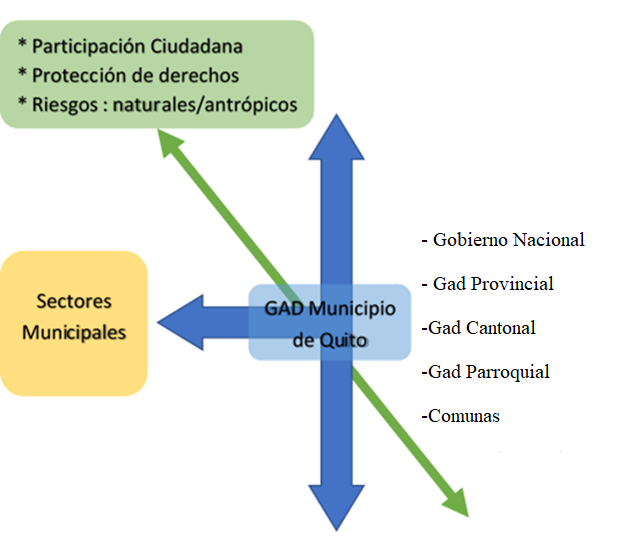 * Participación Ciudadana
* Protección de derechos
* Riesgos : naturales/antrópicos
- Gobierno Nacional
- Gad Provincial
-Gad Cantonal
-Gad Parroquial
-Comunas
Sectores
Municipales
GAD Municipio
de Quito